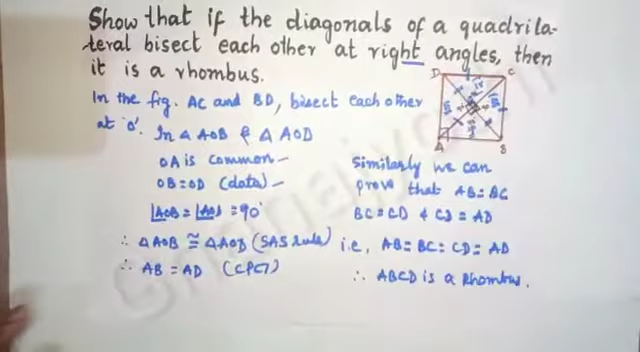 Show that if the diagonals of a quadrila-
teral bisect each other at right angles, then
it is a rhombus.
In the fig. AC and BD, bisect each other
at 'o'. In △ AOB & △ AOD
OA is common-
OB=OD (data)-
∠AOB = ∠AOD =90°
∴ △AOB ≅ △AOD (SAS rule)
∴ AB = AD (CPCT)
D C
A B
Similarly we can
prove that AB=BC
BC=CD & CD=AD
i.e, AB=BC=CD=AD
∴ ABCD is a Rhombus.